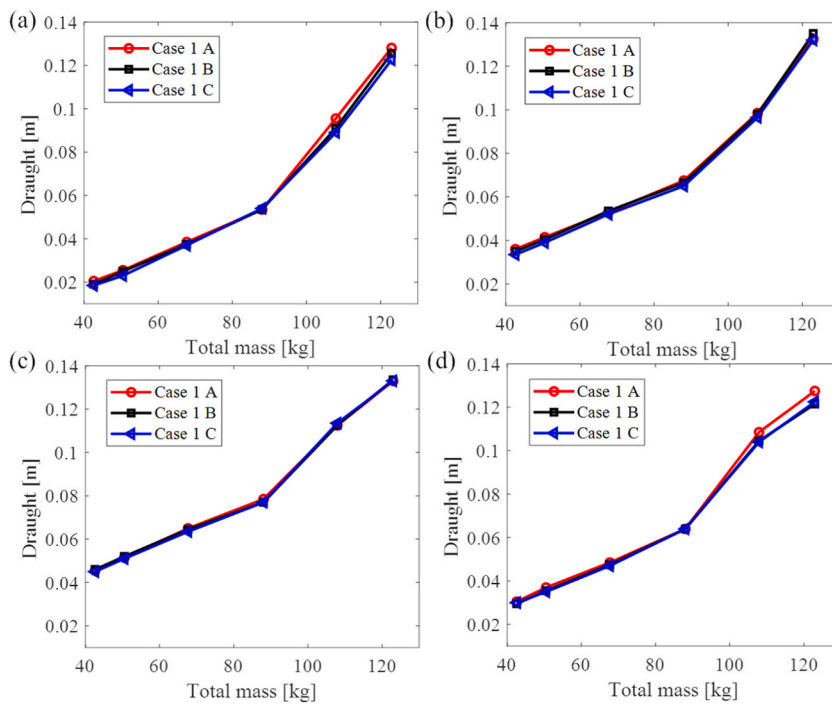 (a)
0.14
0.12
0.1
0.08
0.06
0.04
0.02
Draught [m]
Case 1 A
Case 1 B
Case 1 C
40 60 80 100 120
Total mass [kg]
(b)
0.14
0.12
0.1
0.08
0.06
0.04
0.02
Draught [m]
Case 1 A
Case 1 B
Case 1 C
40 60 80 100 120
Total mass [kg]
(c)
0.14
0.12
0.1
0.08
0.06
0.04
0.02
Draught [m]
Case 1 A
Case 1 B
Case 1 C
40 60 80 100 120
Total mass [kg]
(d)
0.14
0.12
0.1
0.08
0.06
0.04
0.02
Draught [m]
Case 1 A
Case 1 B
Case 1 C
40 60 80 100 120
Total mass [kg]